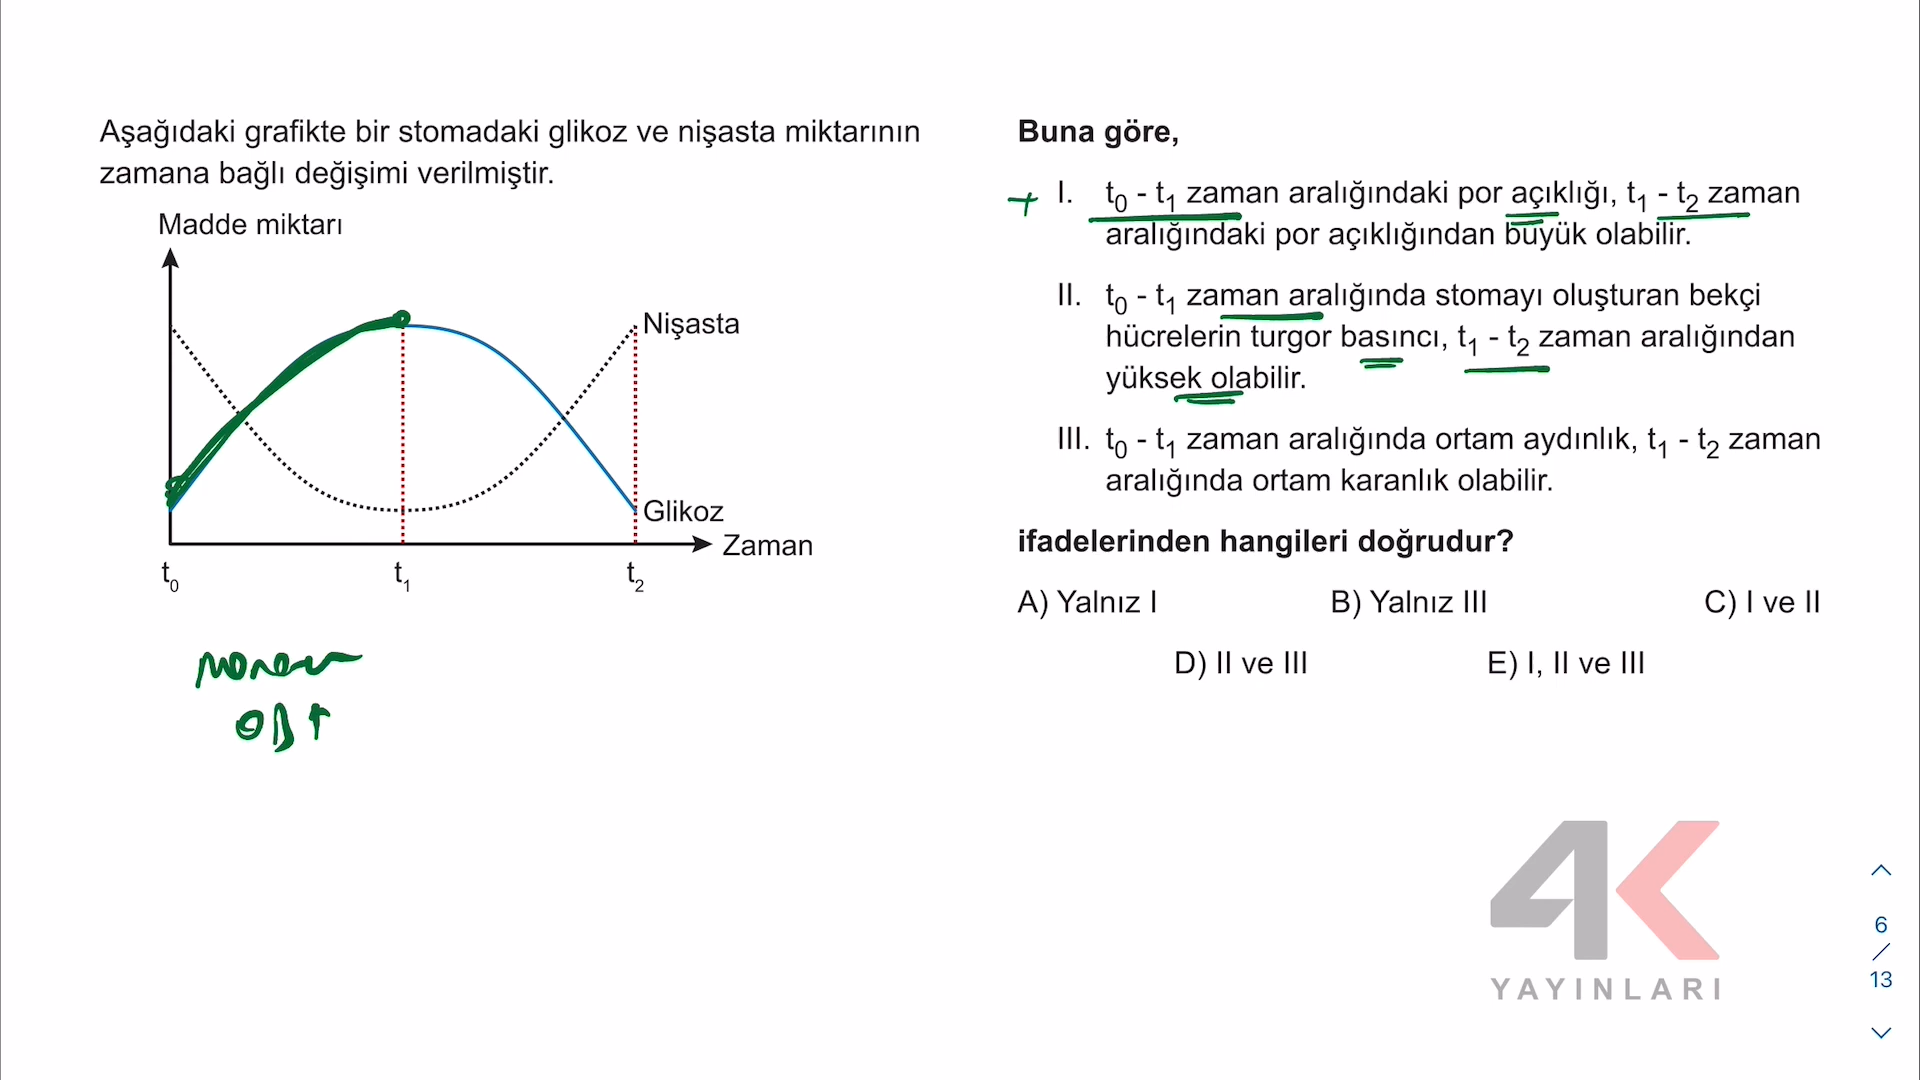 Aşağıdaki grafikte bir stomadaki glikoz ve nişasta miktarının
zamana bağlı değişimi verilmiştir.
Madde miktarı
Nişasta
Glikoz
Zaman
t0 t1 t2
OB ↑
Buna göre,
+ I. t0 - t1 zaman aralığındaki por açıklığı, t1 - t2 zaman
aralığındaki por açıklığından büyük olabilir.
II. t0 - t1 zaman aralığında stomayı oluşturan bekçi
hücrelerin turgor basıncı, t1 - t2 zaman aralığından
yüksek olabilir.
III. t0 - t1 zaman aralığında ortam aydınlık, t1 - t2 zaman
aralığında ortam karanlık olabilir.
ifadelerinden hangileri doğrudur?
A) Yalnız I B) Yalnız III C) I ve II
D) II ve III E) I, II ve III
4K
YAYINLARI
6
/
13